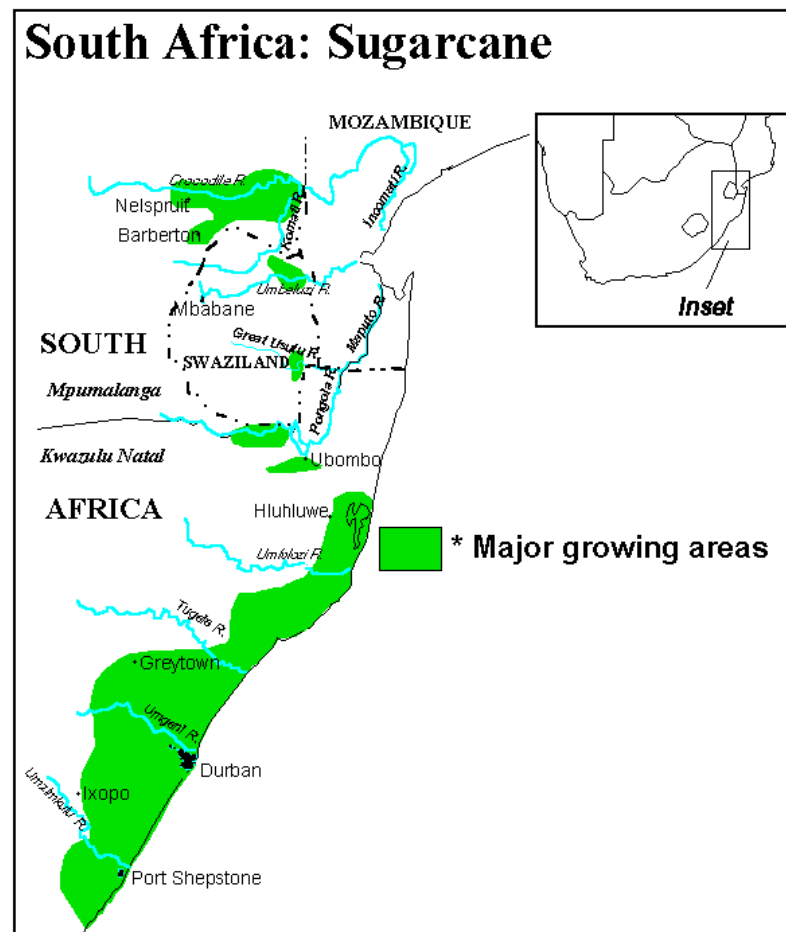 South Africa: Sugarcane
MOZAMBIQUE
Crocodile R.
Nelspruit
Komati R.
Incomati R.
Barberton
Umbeluzi R.
Mbabane
Maputo R.
Great Usutu R.
SOUTH
SWAZILAND
Mpumalanga
Pongola R.
Kwazulu Natal
Ubombo
AFRICA
Hluhluwe
Umfolozi R.
* Major growing areas
Tugela R.
Greytown
Umgeni R.
Durban
Ixopo
Umzimkulu R.
Port Shepstone
Inset